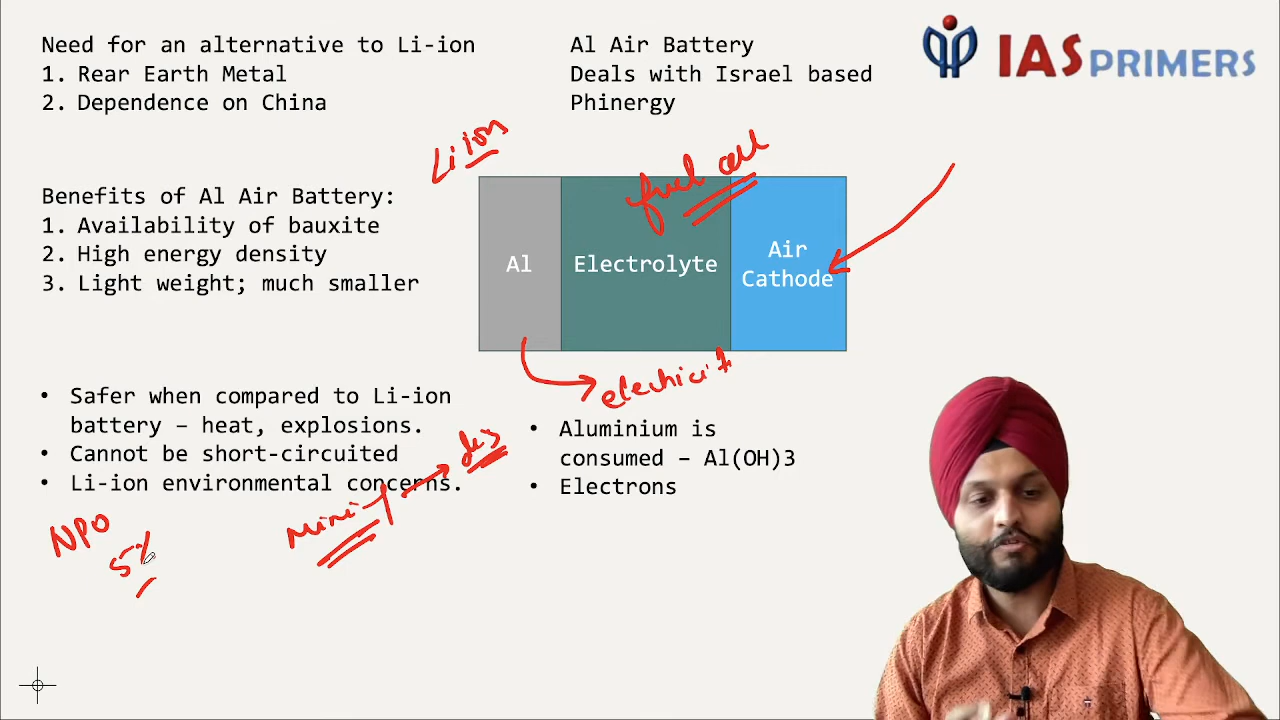 Need for an alternative to Li-ion
1. Rear Earth Metal
2. Dependence on China
Al Air Battery
Deals with Israel based
Phinergy
IAS PRIMERS
Li ion
Benefits of Al Air Battery:
1. Availability of bauxite
2. High energy density
3. Light weight; much smaller
fuel cell
Al
Electrolyte
Air
Cathode
electricit
• Safer when compared to Li-ion
battery – heat, explosions.
• Cannot be short-circuited
• Li-ion environmental concerns.
• Aluminium is
consumed – Al(OH)3
• Electrons
NPO
5%